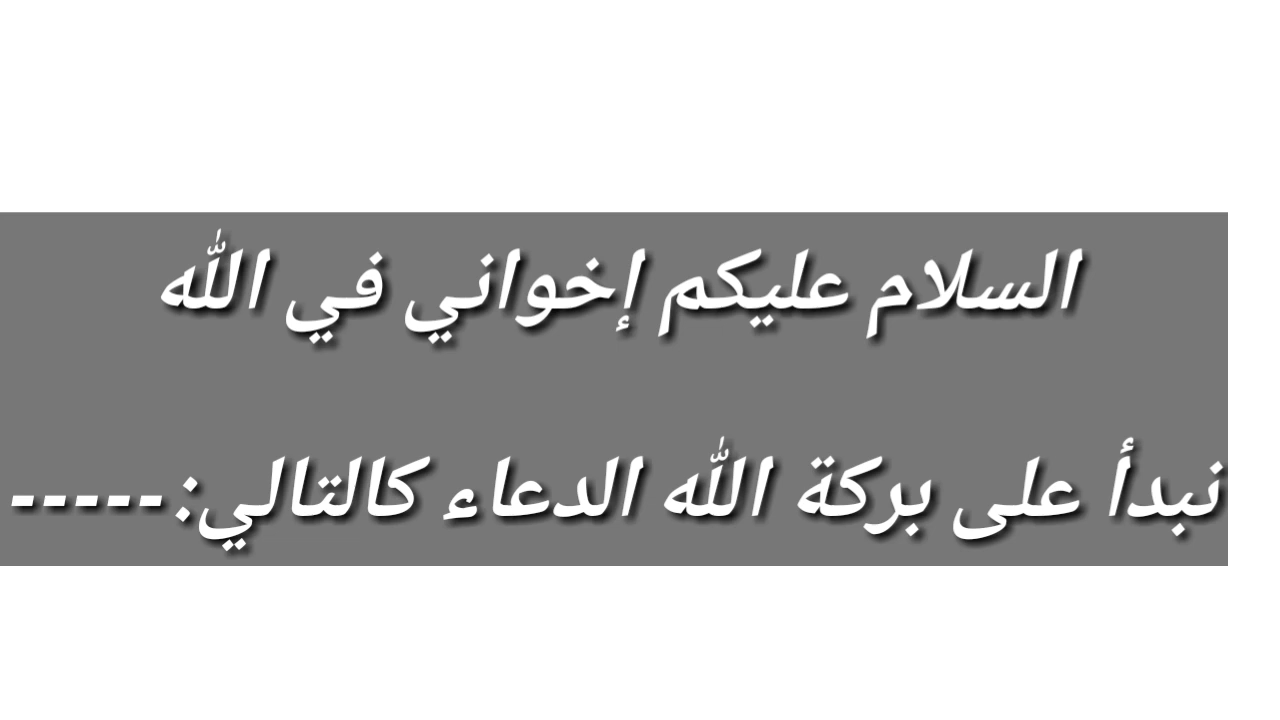 السلام عليكم إخواني في الله
نبدأ على بركة الله الدعاء كالتالي:-----